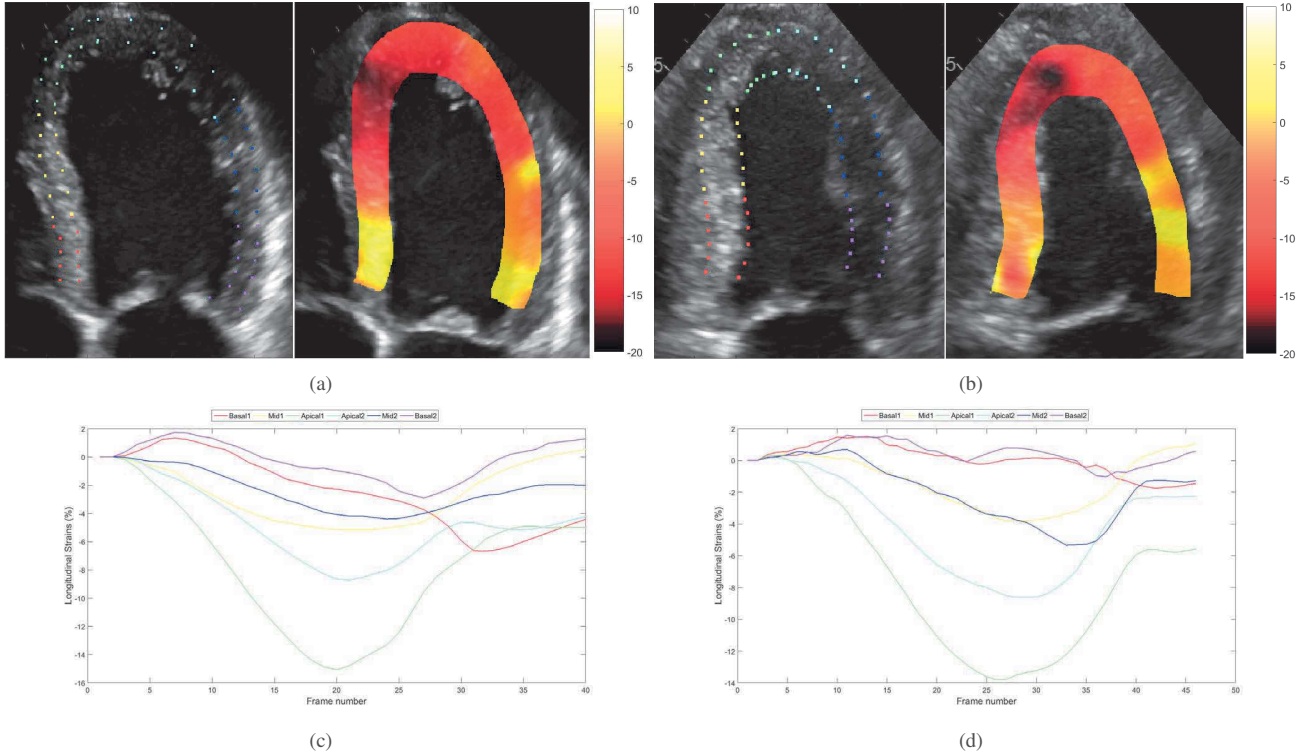 10
5
0
-5
-10
-15
-20
5
5
10
5
0
-5
-10
-15
-20
(a)
(b)
Basal1 Mid1 Apical1 Apical2 Mid2 Basal2
2
0
-2
-4
-6
-8
-10
-12
-14
-16
Longitudinal Strains (%)
0 5 10 15 20 25 30 35 40
Frame number
Basal1 Mid1 Apical1 Apical2 Mid2 Basal2
2
0
-2
-4
-6
-8
-10
-12
-14
Longitudinal Strains (%)
0 5 10 15 20 25 30 35 40 45 50
Frame number
(c)
(d)